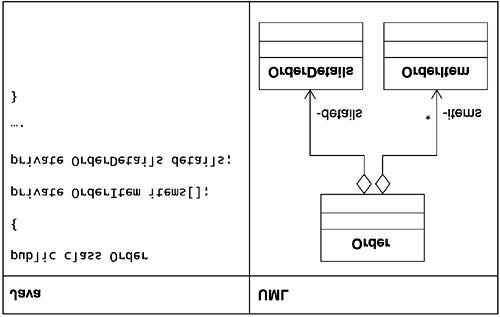 Java
UML
public class Order
{
private OrderItem items[];
private OrderDetails details;
….
}
Order
-details
*
-items
OrderDetails
OrderItem